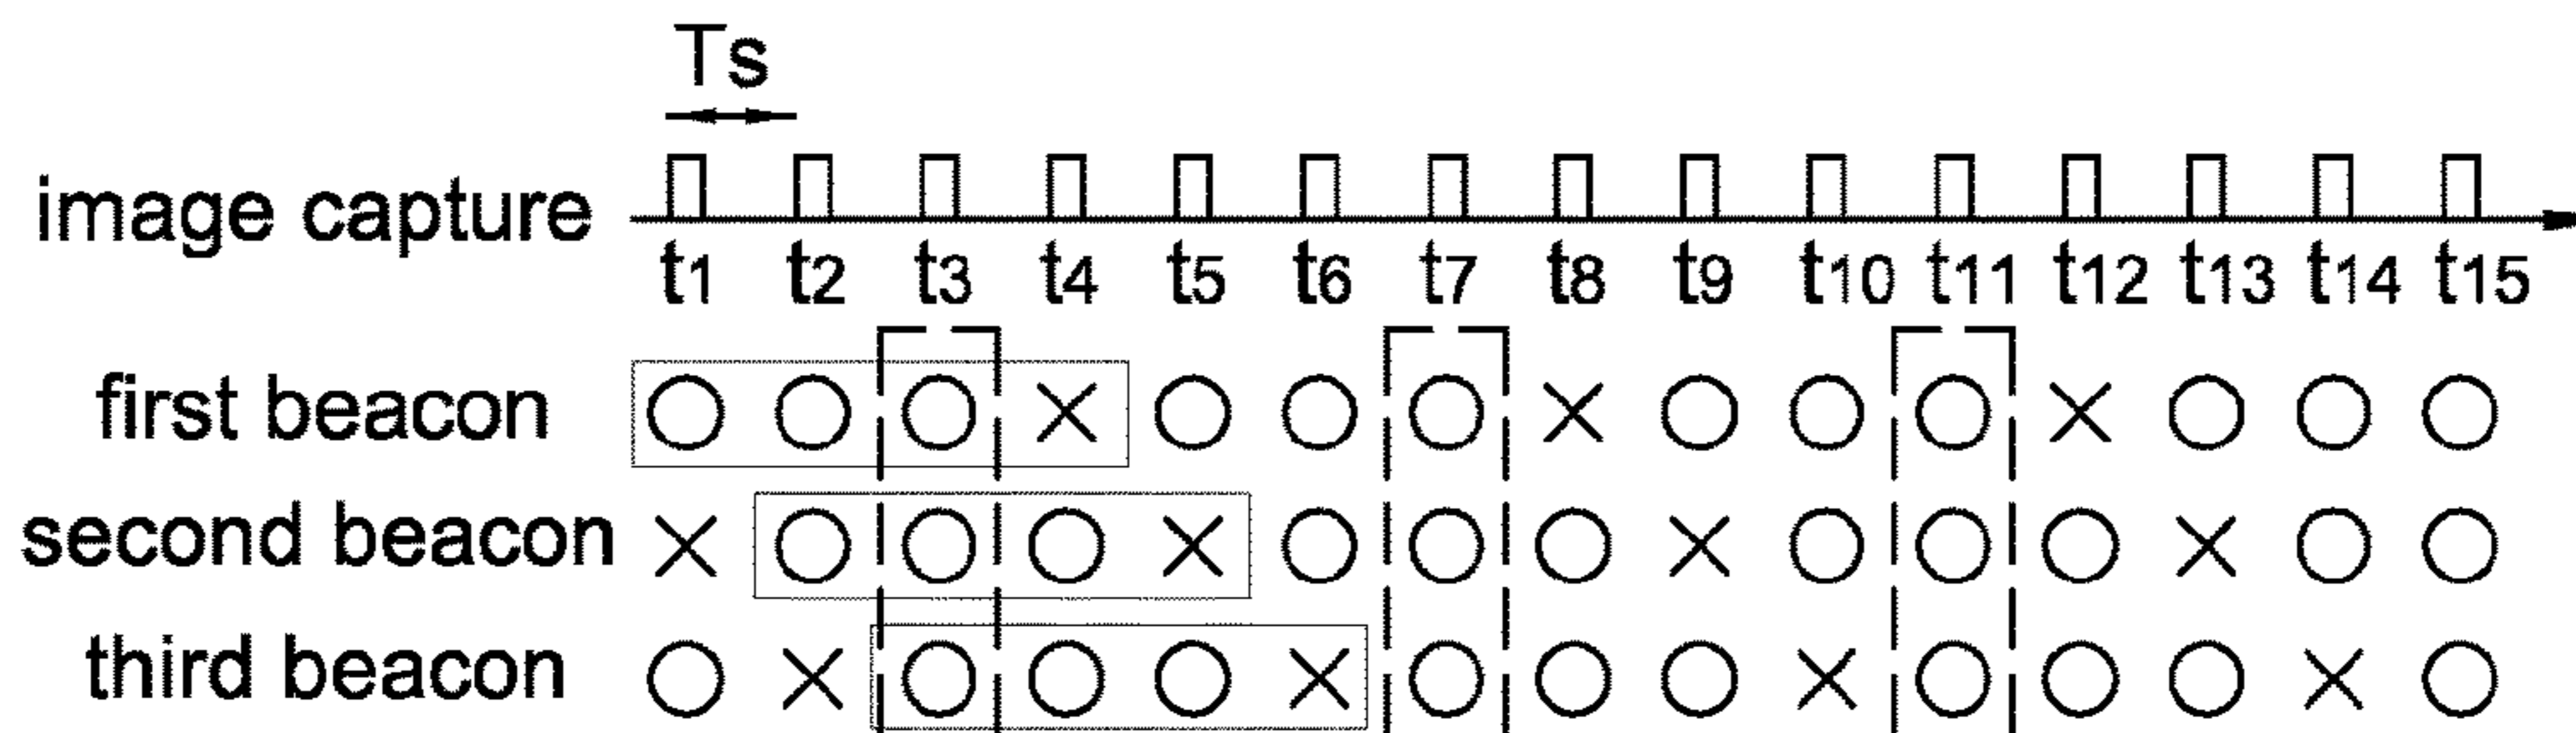 Ts
image capture
t1 t2 t3 t4 t5 t6 t7 t8 t9 t10 t11 t12 t13 t14 t15
first beacon
second beacon
third beacon